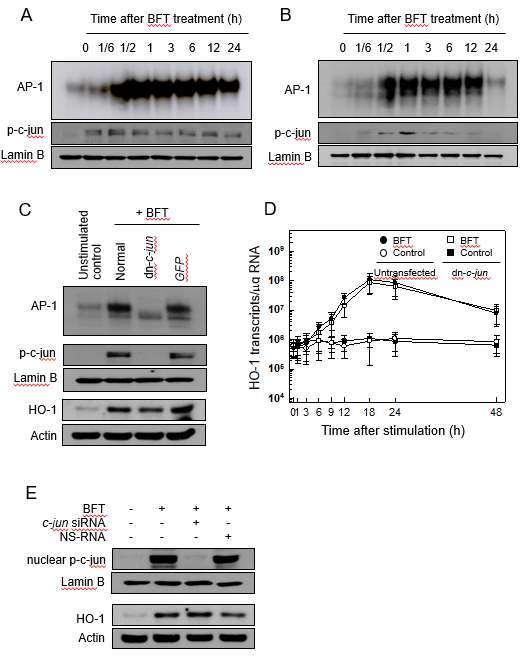 A
Time after BFT treatment (h)
0 1/6 1/2 1 3 6 12 24
AP-1
p-c-jun
Lamin B
B
Time after BFT treatment (h)
0 1/6 1/2 1 3 6 12 24
AP-1
p-c-jun
Lamin B
C
+ BFT
Unstimulated
control
Normal
dn-c-jun
GFP
AP-1
p-c-jun
Lamin B
HO-1
Actin
D
BFT
Control
Untransfected
BFT
Control
dn-c-jun
HO-1 transcripts/μq RNA
10⁹
10⁸
10⁷
10⁶
10⁵
10⁴
0 1 3 6 9 12 18 24 48
Time after stimulation (h)
E
BFT - + + +
c-jun siRNA - - + -
NS-RNA - - - +
nuclear p-c-jun
Lamin B
HO-1
Actin